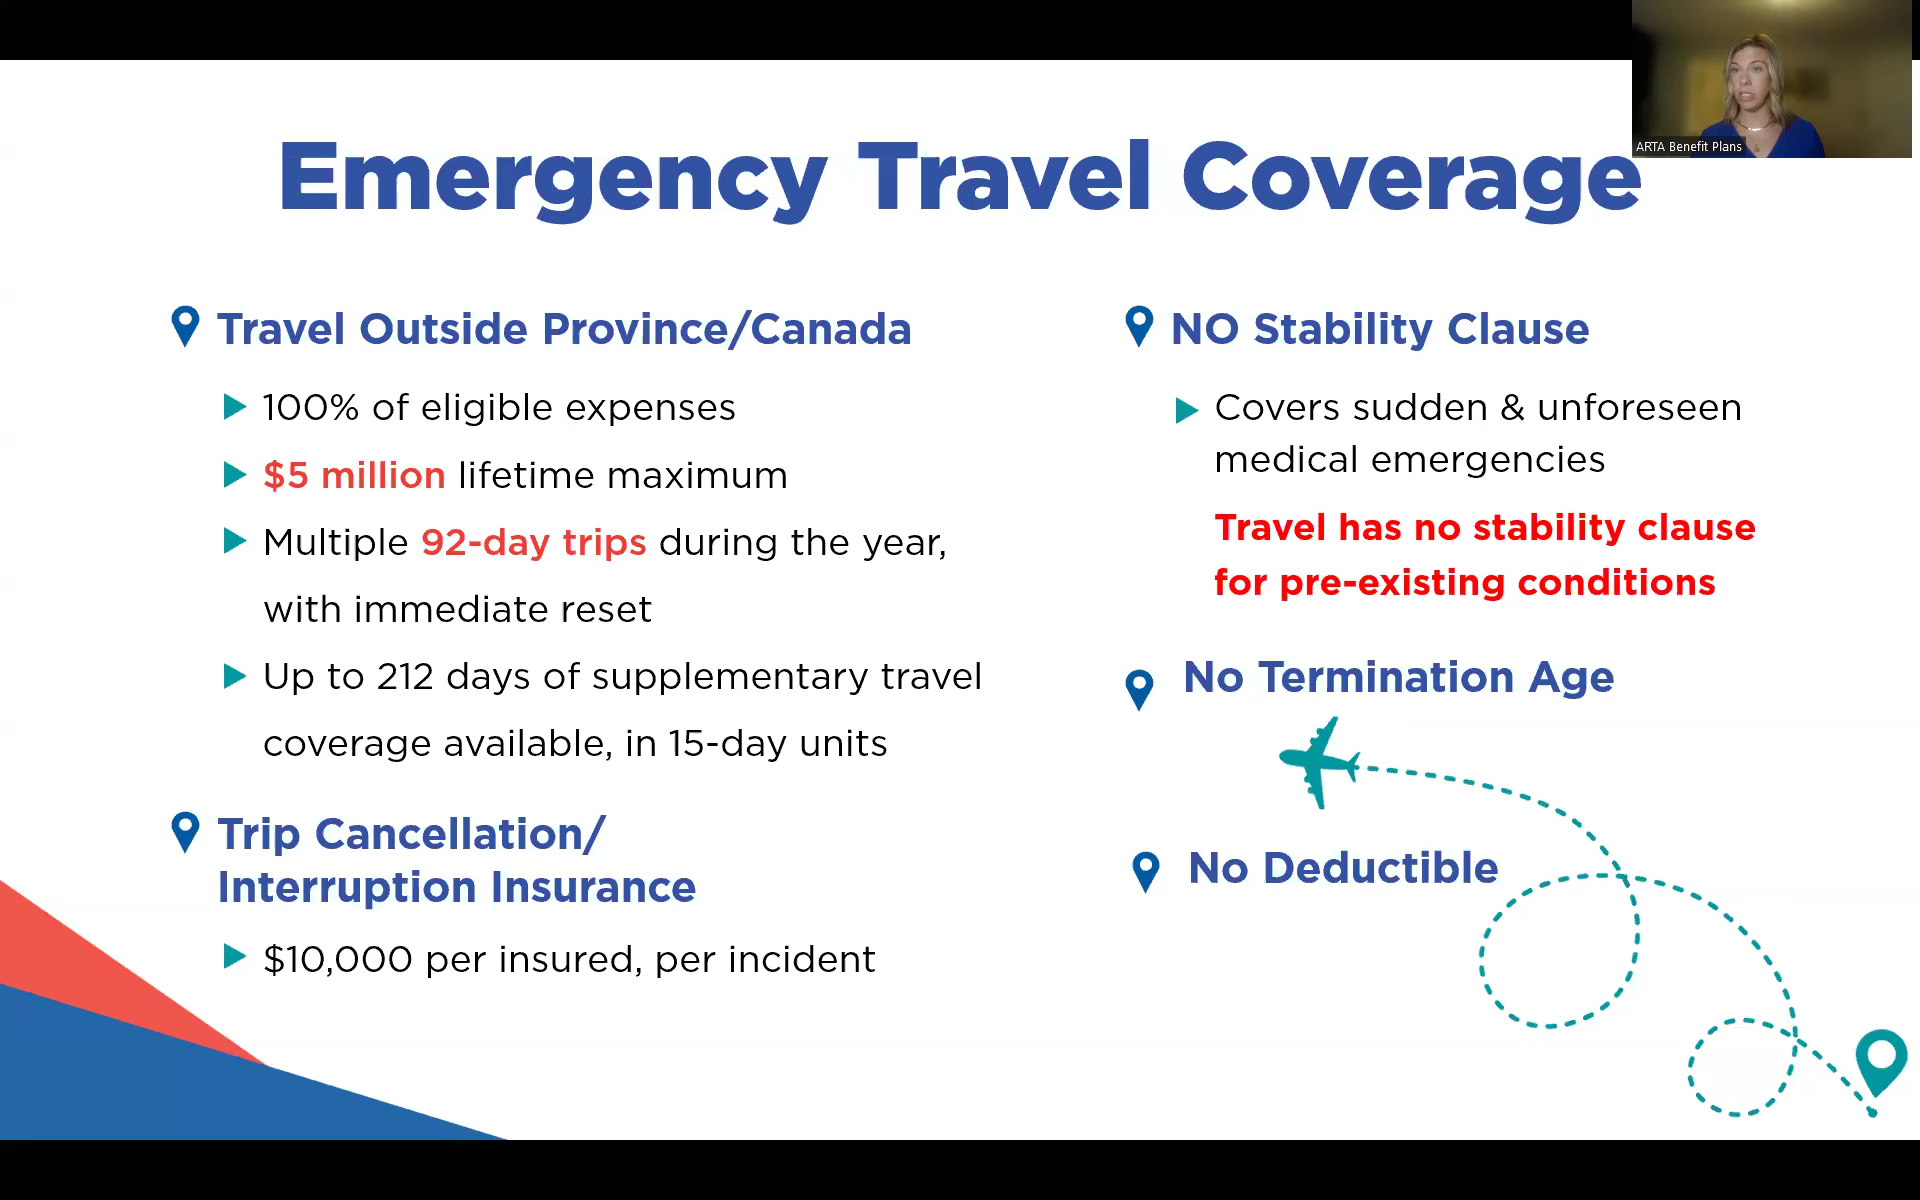 ARTA Benefit Plans
Emergency Travel Coverage
Travel Outside Province/Canada
100% of eligible expenses
$5 million lifetime maximum
Multiple 92-day trips during the year,
with immediate reset
Up to 212 days of supplementary travel
coverage available, in 15-day units
Trip Cancellation/
Interruption Insurance
$10,000 per insured, per incident
NO Stability Clause
Covers sudden & unforeseen
medical emergencies
Travel has no stability clause
for pre-existing conditions
No Termination Age
No Deductible